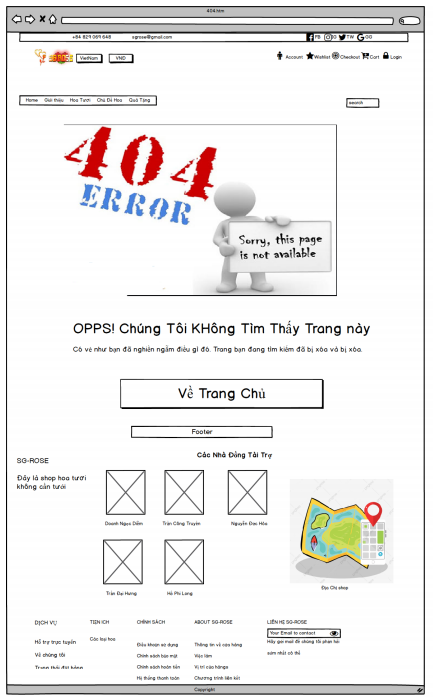 404.htm
+84 829 069 648 sgrose@gmail.com FB SG TW GG
SG ROSE VietNam VND Account Wishlist Checkout Cart Login
Home Giới thiệu Hoa Tươi Chủ Đề Hoa Quà Tặng search
404
ERROR
Sorry, this page
is not available
OPPS! Chúng Tôi KHông Tìm Thấy Trang này
Có vẻ như bạn đã nghiện ngầm điều gì đó. Trang bạn đang tìm kiếm đã bị xóa và bị xóa.
Về Trang Chủ
Footer
SG-ROSE
Đây là shop hoa tươi
không cần tưới
Các Nhà Đồng Tài Trợ
Doanh Ngọc Diễm Trần Công Truyện Nguyễn Đạo Hòa
Trần Đại Hưng Hồ Phi Long
Địa Chỉ shop
DỊCH VỤ
Hỗ trợ trực tuyến
Về chúng tôi
Trang thái đặt hàng
TIỆN ÍCH
Các loại hoa
CHÍNH SÁCH
Điều khoản sử dụng
Chính sách bảo mật
Chính sách hoàn tiền
Hệ thống thanh toán
ABOUT SG-ROSE
Thông tin về cửa hàng
Việc làm
Vị trí cửa hàng
Chương trình liên kết
LIÊN HỆ SG-ROSE
Your Email to contact
Hãy gọi mail để chúng tôi phản hồi
sớm nhất có thể
Copyright